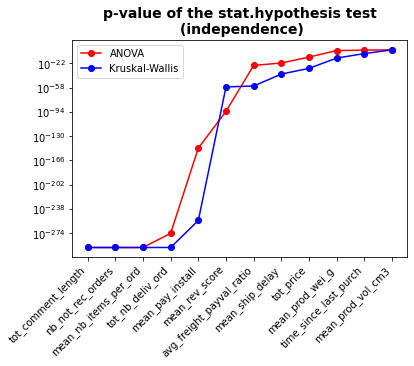 p-value of the stat.hypothesis test
(independence)
ANOVA
Kruskal-Wallis
10^-22
10^-58
10^-94
10^-130
10^-166
10^-202
10^-238
10^-274
tot_comment_length
nb_not_rec_orders
mean_nb_items_per_ord
tot_nb_deliv_ord
mean_pay_install
mean_rev_score
avg_freight_payval_ratio
mean_ship_delay
tot_price
mean_prod_wei_g
time_since_last_purch
mean_prod_vol_cm3